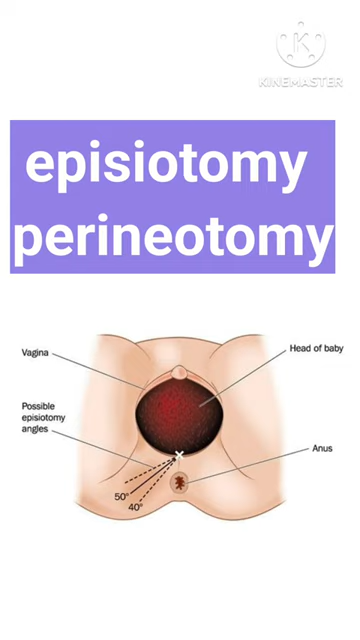 K
KINEMASTER
episiotomy
perineotomy
Vagina
Head of baby
Possible
episiotomy
angles
Anus
50°
40°